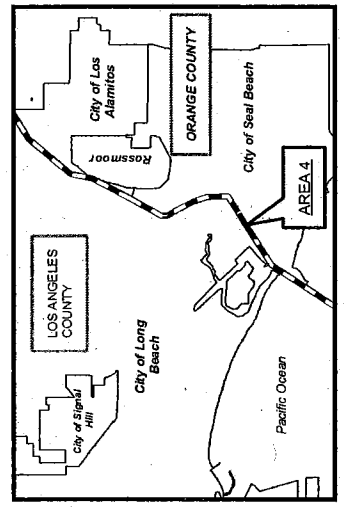 City of Los
Alamitos
Rossmoor
ORANGE COUNTY
City of Seal Beach
AREA 4
LOS ANGELES
COUNTY
City of Long
Beach
City of Signal
Hill
Pacific Ocean